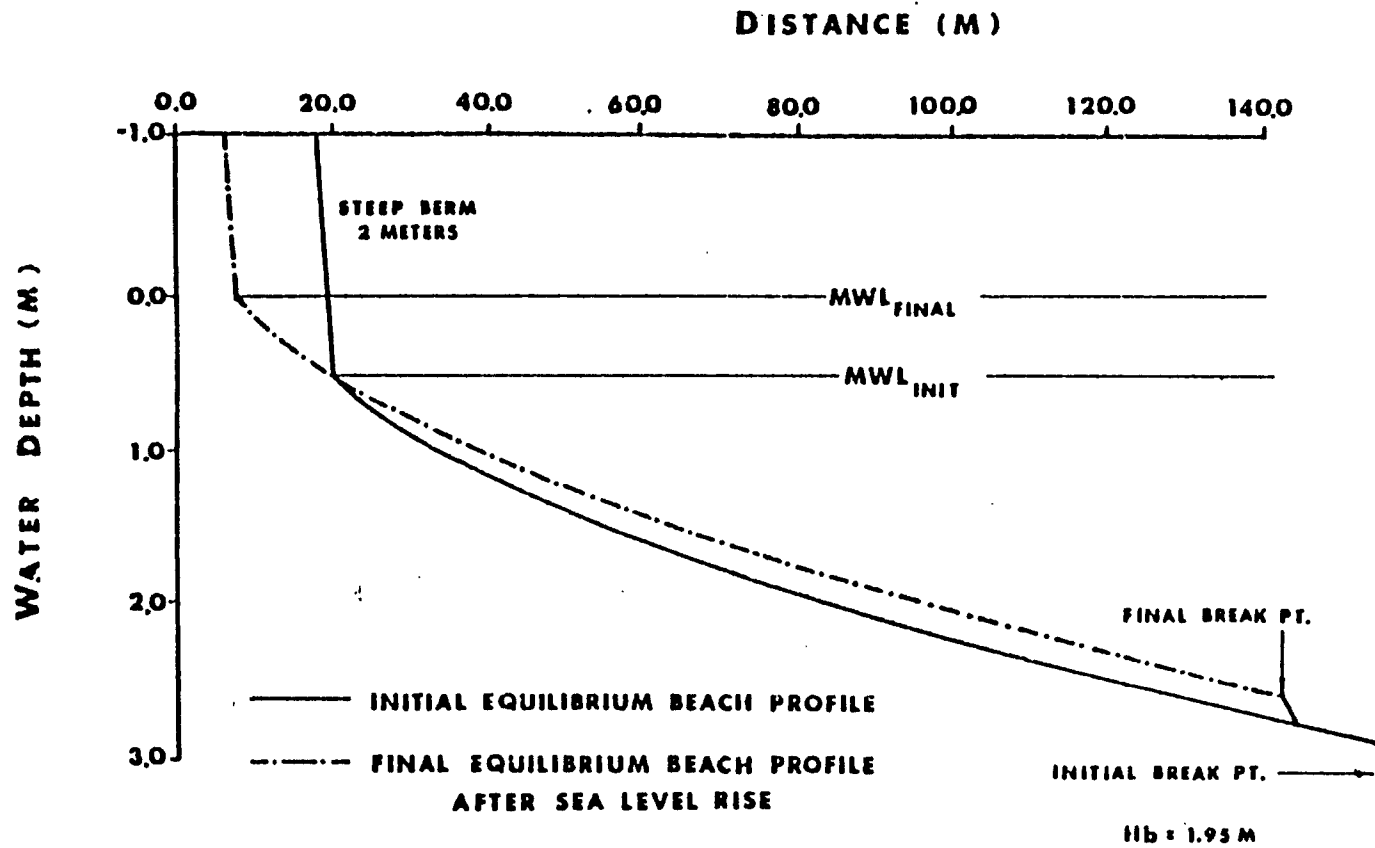 DISTANCE (M)
0.0 20.0 40.0 60.0 80.0 100.0 120.0 140.0
-1.0
STEEP BERM
2 METERS
0.0
MWL FINAL
MWL INIT
WATER DEPTH (M)
1.0
2.0
FINAL BREAK PT.
INITIAL EQUILIBRIUM BEACH PROFILE
3.0
FINAL EQUILIBRIUM BEACH PROFILE
AFTER SEA LEVEL RISE
INITIAL BREAK PT.
Hb = 1.95 M